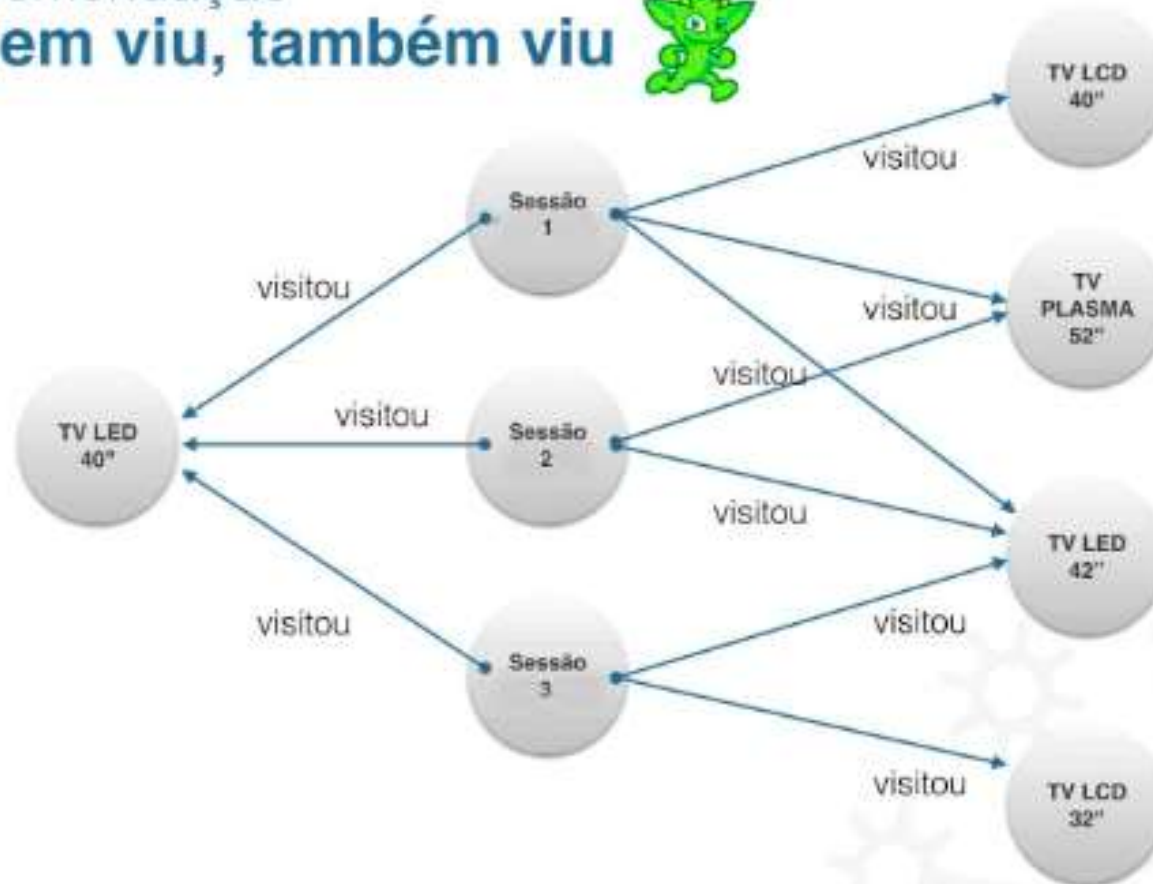 em viu, também viu
TV LCD
40"
visitou
Sessão
1
visitou
TV
PLASMA
52"
visitou
visitou
visitou
TV LED
40"
Sessão
2
visitou
TV LED
42"
visitou
visitou
Sessão
3
visitou
TV LCD
32"